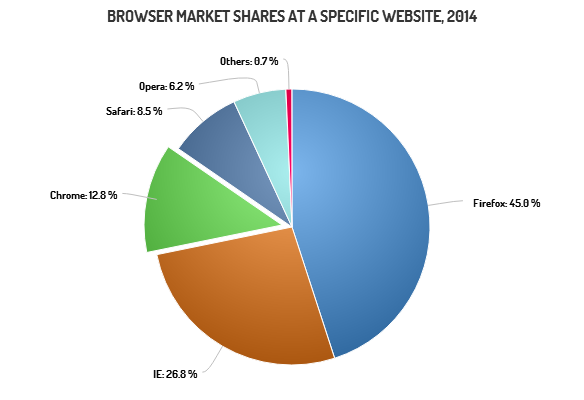 BROWSER MARKET SHARES AT A SPECIFIC WEBSITE, 2014
Others: 0.7 %
Opera: 6.2 %
Safari: 8.5 %
Chrome: 12.8 %
Firefox: 45.0 %
IE: 26.8 %